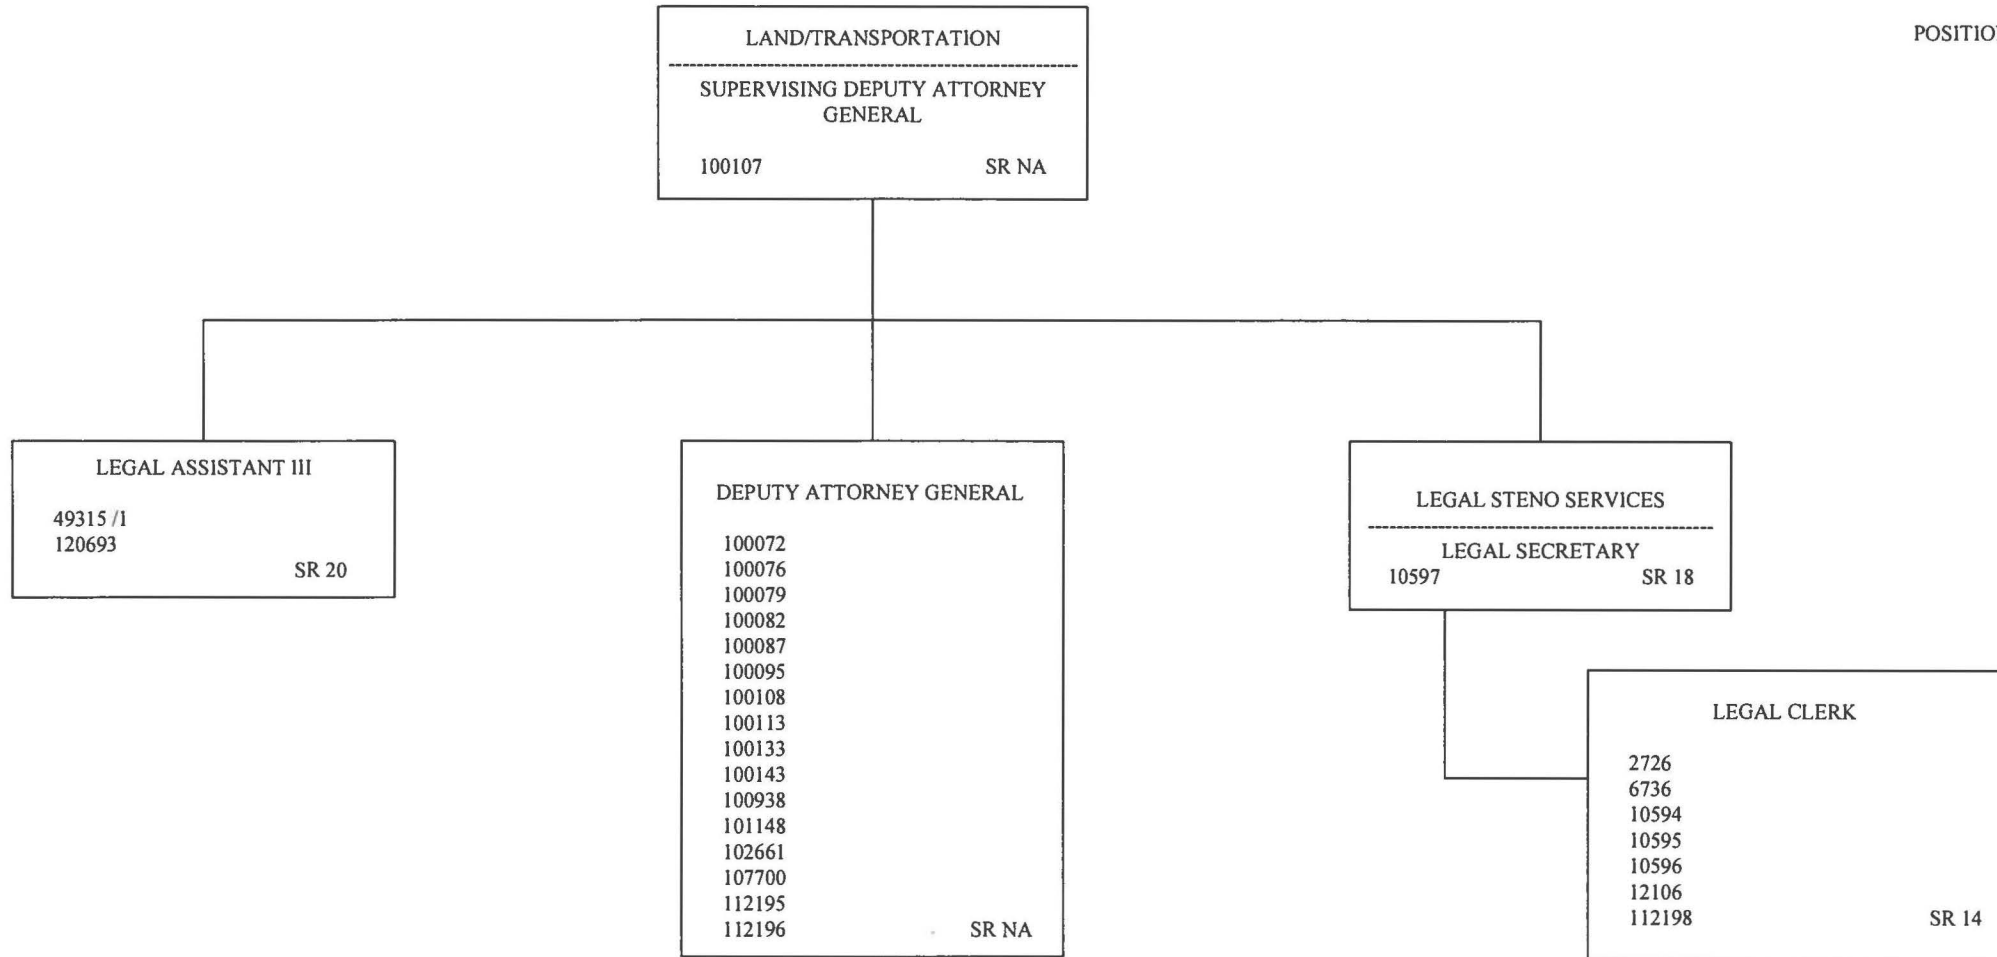 LAND/TRANSPORTATION
SUPERVISING DEPUTY ATTORNEY
GENERAL
100107 SR NA
LEGAL ASSISTANT III
49315 /1
120693
SR 20
DEPUTY ATTORNEY GENERAL
100072
100076
100079
100082
100087
100095
100108
100113
100133
100143
100938
101148
102661
107700
112195
112196 SR NA
LEGAL STENO SERVICES
LEGAL SECRETARY
10597 SR 18
LEGAL CLERK
2726
6736
10594
10595
10596
12106
112198 SR 14